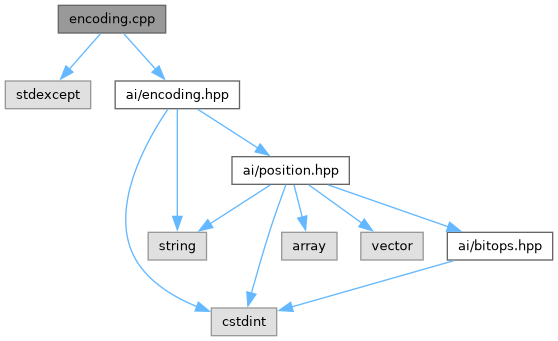 encoding.cpp
stdexcept
ai/encoding.hpp
ai/position.hpp
string
array
vector
ai/bitops.hpp
cstdint